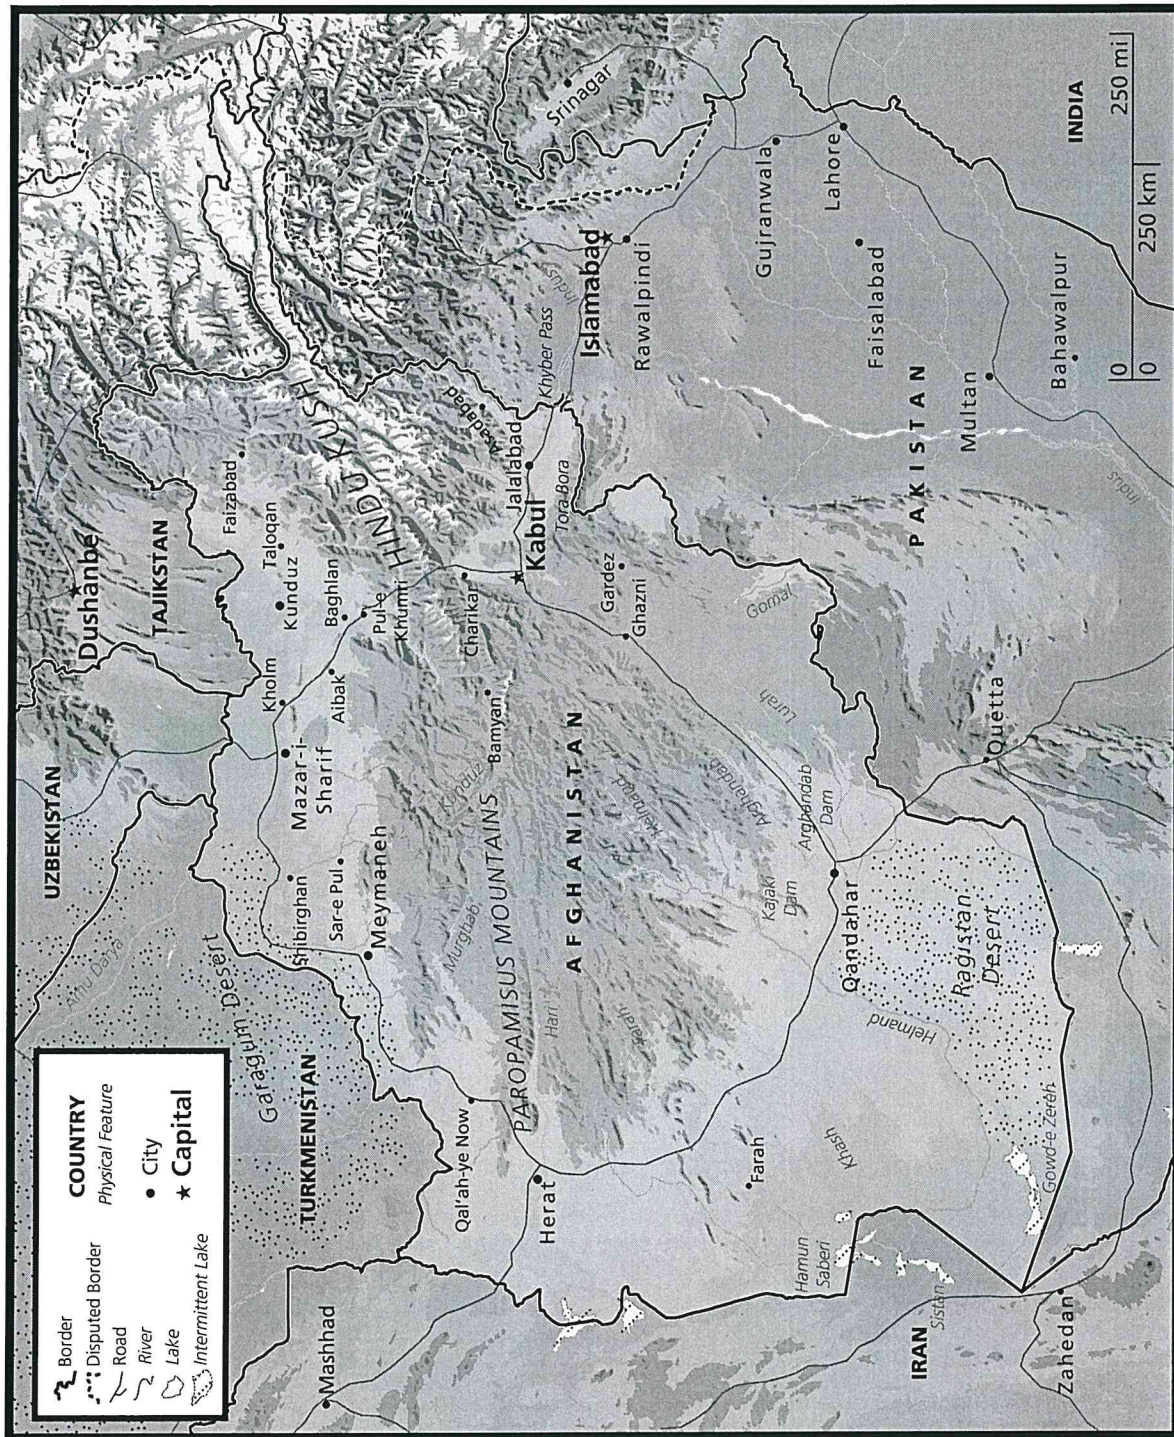 Border
Disputed Border
Road
River
Lake
Intermittent Lake
COUNTRY
Physical Feature
City
Capital
UZBEKISTAN
Dushanbe
TAJIKSTAN
Amu Darya
Garagum Desert
TURKMENISTAN
Mashhad
Faizabad
Taloqan
Kunduz
Kholm
Baghlan
Aibak
Pul-e
Khumri
Mazar-i-
Sharif
Shibirghan
Sar-e Pul
Meymaneh
HINDU KUSH
Asadabad
Charikar
Jalalabad
Kabul
Khyber Pass
Tora Bora
Bamyan
Kunduz
Murghab
PAROPAMISUS MOUNTAINS
Qal'ah-ye Now
Herat
Hari
AFGHANISTAN
Gardez
Ghazni
Gomal
Lurah
Helmand
Arghandab
Arghandab
Dam
Kajaki
Dam
Farah
Farah
Khash
Hamun
Saberi
Sistan
IRAN
Zahedan
Gowd-e Zereh
Helmand
Qandahar
Ragistan
Desert
Quetta
PAKISTAN
Indus
Indus
Srinagar
Islamabad
Rawalpindi
Gujranwala
Lahore
Faisalabad
Multan
Bahawalpur
INDIA
0 250 mi
0 250 km